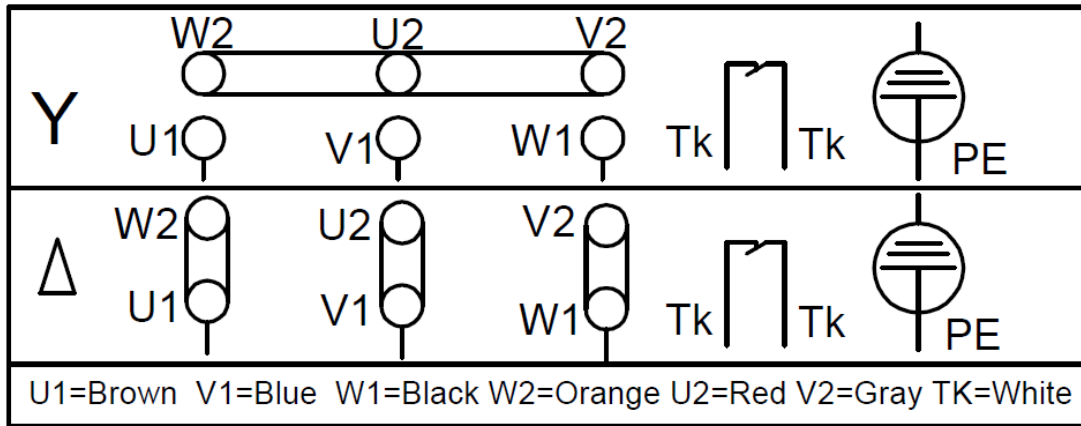 W2 U2 V2
Y U1 V1 W1 Tk Tk PE
W2 U2 V2
Δ U1 V1 W1 Tk Tk PE
U1=Brown V1=Blue W1=Black W2=Orange U2=Red V2=Gray TK=White